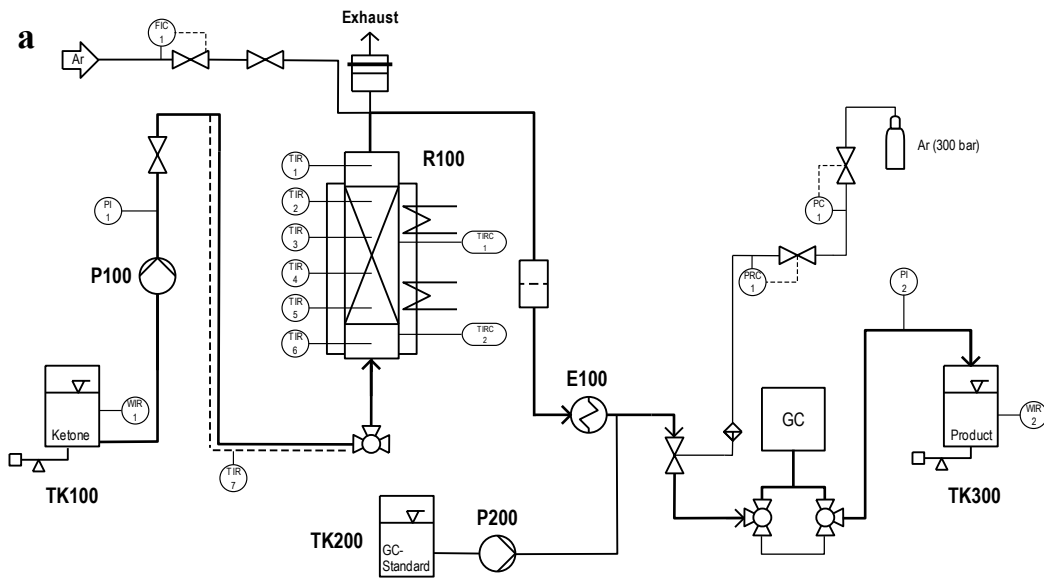 a
Exhaust
FIC
1
Ar
R100
Ar (300 bar)
TIR
1
TIR
2
TIR
3
TIR
4
TIR
5
TIR
6
TIRC
1
TIRC
2
PI
1
P100
PC
1
PRC
1
PI
2
E100
GC
Ketone
WIR
1
TK100
TIR
7
Product
WIR
2
TK300
TK200
GC-
Standard
P200